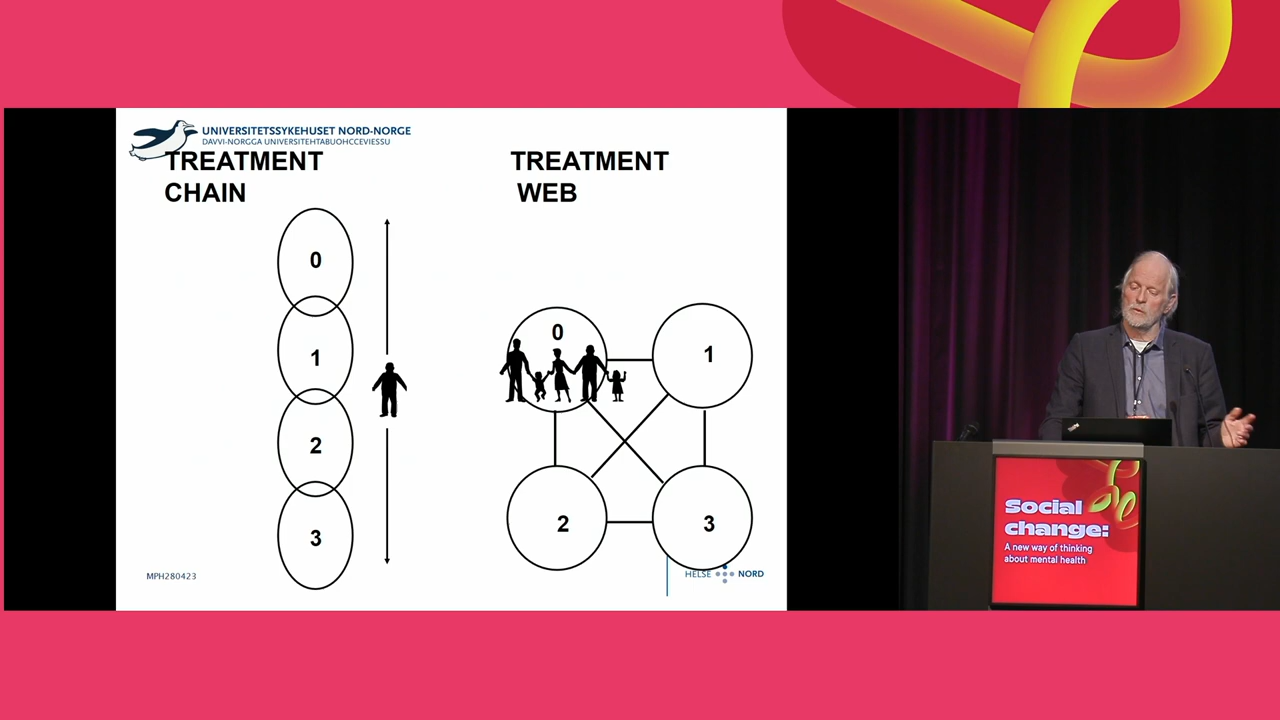 UNIVERSITETSSYKEHUSET NORD-NORGE
DAVVI-NORGGA UNIVERSITEHTABUOHCCEVIESSU
TREATMENT
CHAIN
0
1
2
3
TREATMENT
WEB
0
1
2
3
MPH280423
HELSE NORD
Social
change:
A new way of thinking
about mental health